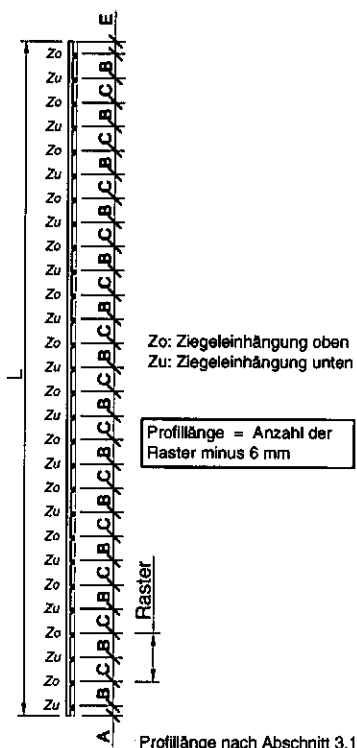 E
Zo
B
Zu
C
Zo
B
Zu
C
Zo
B
Zu
C
Zo
B
Zu
C
Zo
B
Zu
C
Zo
B
Zu
C
Zo
B
Zu
C
Zo
B
Zu
C
Zo
B
Zu
C
Zo
B
Zu
C
Zo
B
Zu
C
Zo
B
Zu
C
Zo
B
Zu
C
Zo
B
Zu
A
L
Zo: Ziegeleinhängung oben
Zu: Ziegeleinhängung unten
Profillänge = Anzahl der
Raster minus 6 mm
Raster
Profillänge nach Abschnitt 3.1